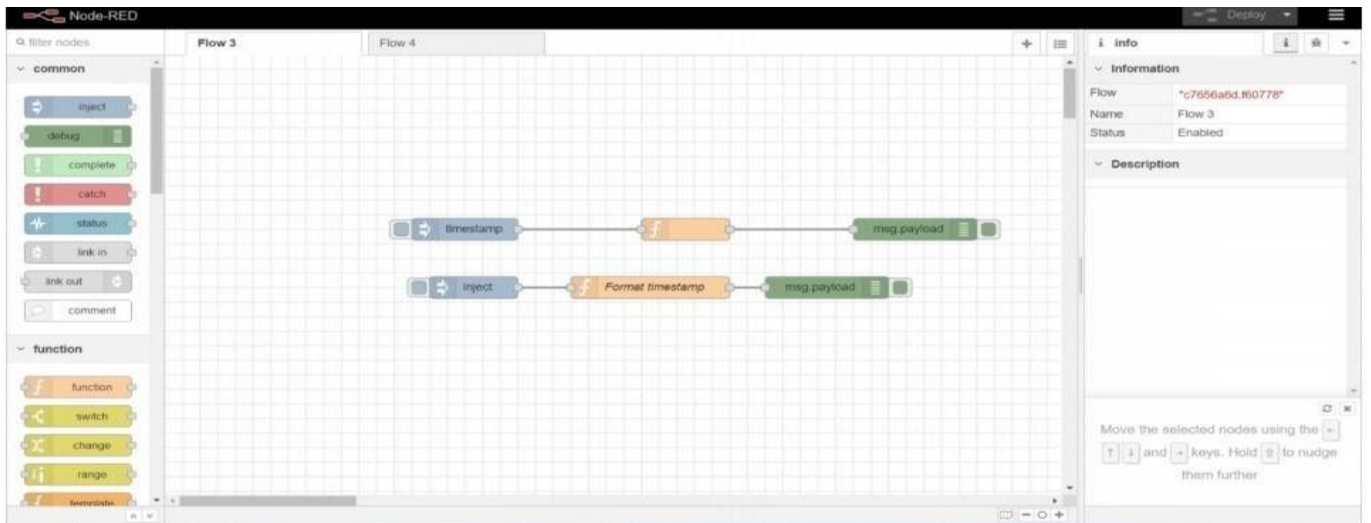 Node-RED
Deploy
filter nodes
Flow 3
Flow 4
info
common
inject
debug
complete
catch
status
link in
link out
comment
function
function
switch
change
range
template
timestamp
msg.payload
inject
Format timestamp
msg.payload
Information
Flow "c7656a6d.f60778"
Name Flow 3
Status Enabled
Description
Move the selected nodes using the ←
↑ ↓ and → keys. Hold ⇧ to nudge
them further